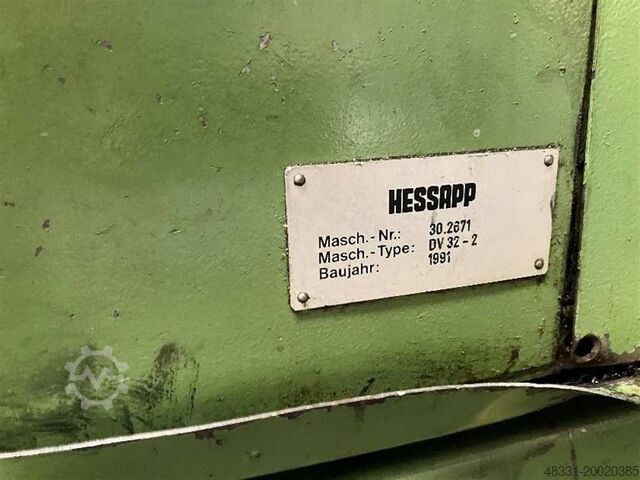 HESSAPP
Masch.-Nr.: 30.2671
Masch.-Type: DV 32-2
Baujahr: 1991
48331-20020385